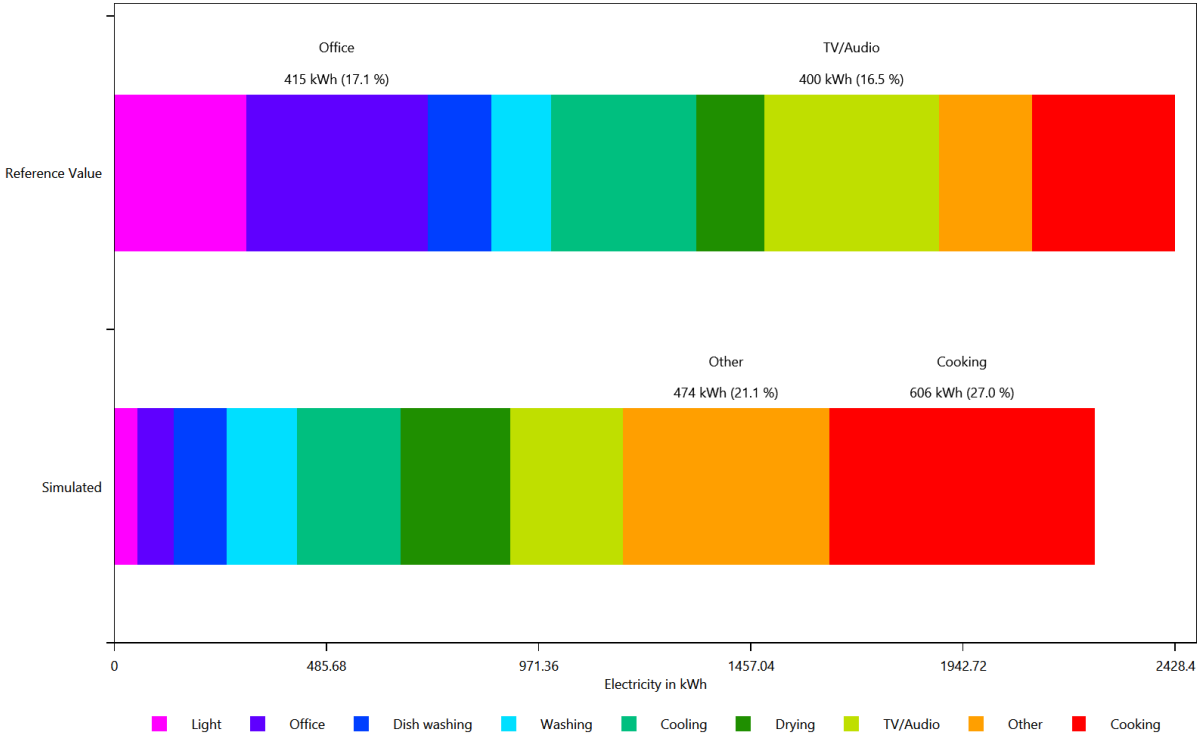 Office
TV/Audio
415 kWh (17.1 %)
400 kWh (16.5 %)
Reference Value
Other
Cooking
474 kWh (21.1 %)
606 kWh (27.0 %)
Simulated
0
485.68
971.36
1457.04
1942.72
2428.4
Electricity in kWh
Light
Office
Dish washing
Washing
Cooling
Drying
TV/Audio
Other
Cooking